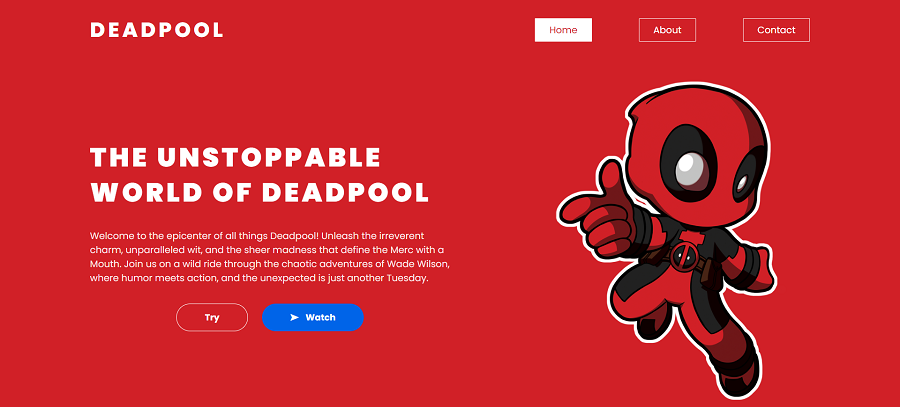 DEADPOOL
Home
About
Contact
THE UNSTOPPABLE
WORLD OF DEADPOOL
Welcome to the epicenter of all things Deadpool! Unleash the irreverent
charm, unparalleled wit, and the sheer madness that define the Merc with a
Mouth. Join us on a wild ride through the chaotic adventures of Wade Wilson,
where humor meets action, and the unexpected is just another Tuesday.
Try
Watch